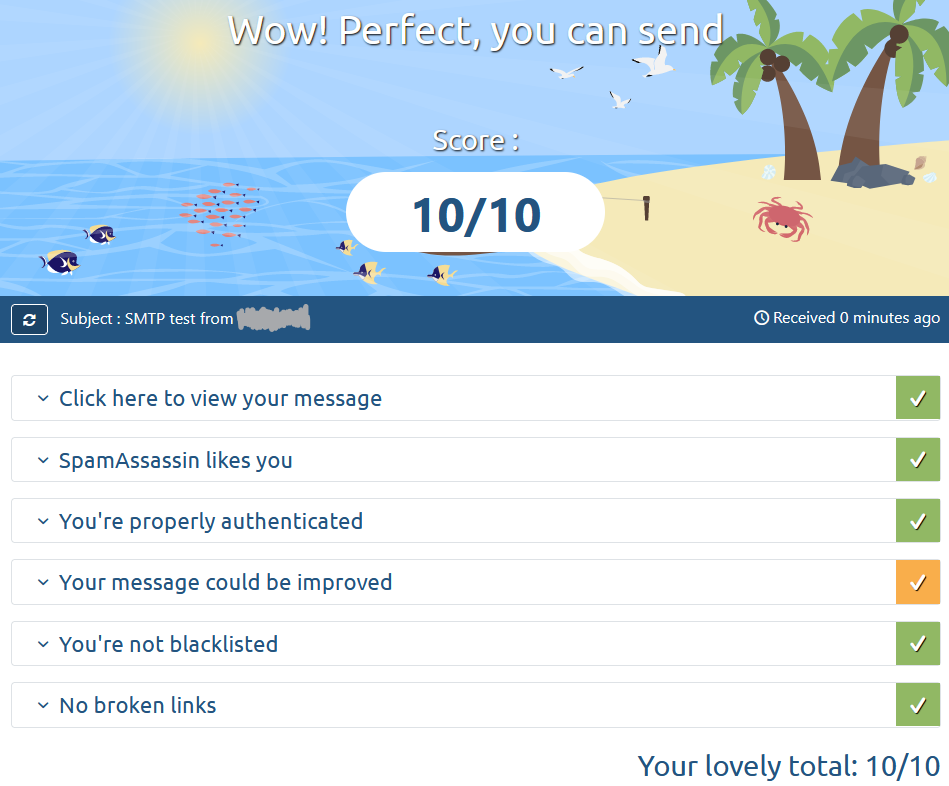 Wow! Perfect, you can send
Score :
10/10
Subject : SMTP test from
Received 0 minutes ago
Click here to view your message
SpamAssassin likes you
You're properly authenticated
Your message could be improved
You're not blacklisted
No broken links
Your lovely total: 10/10